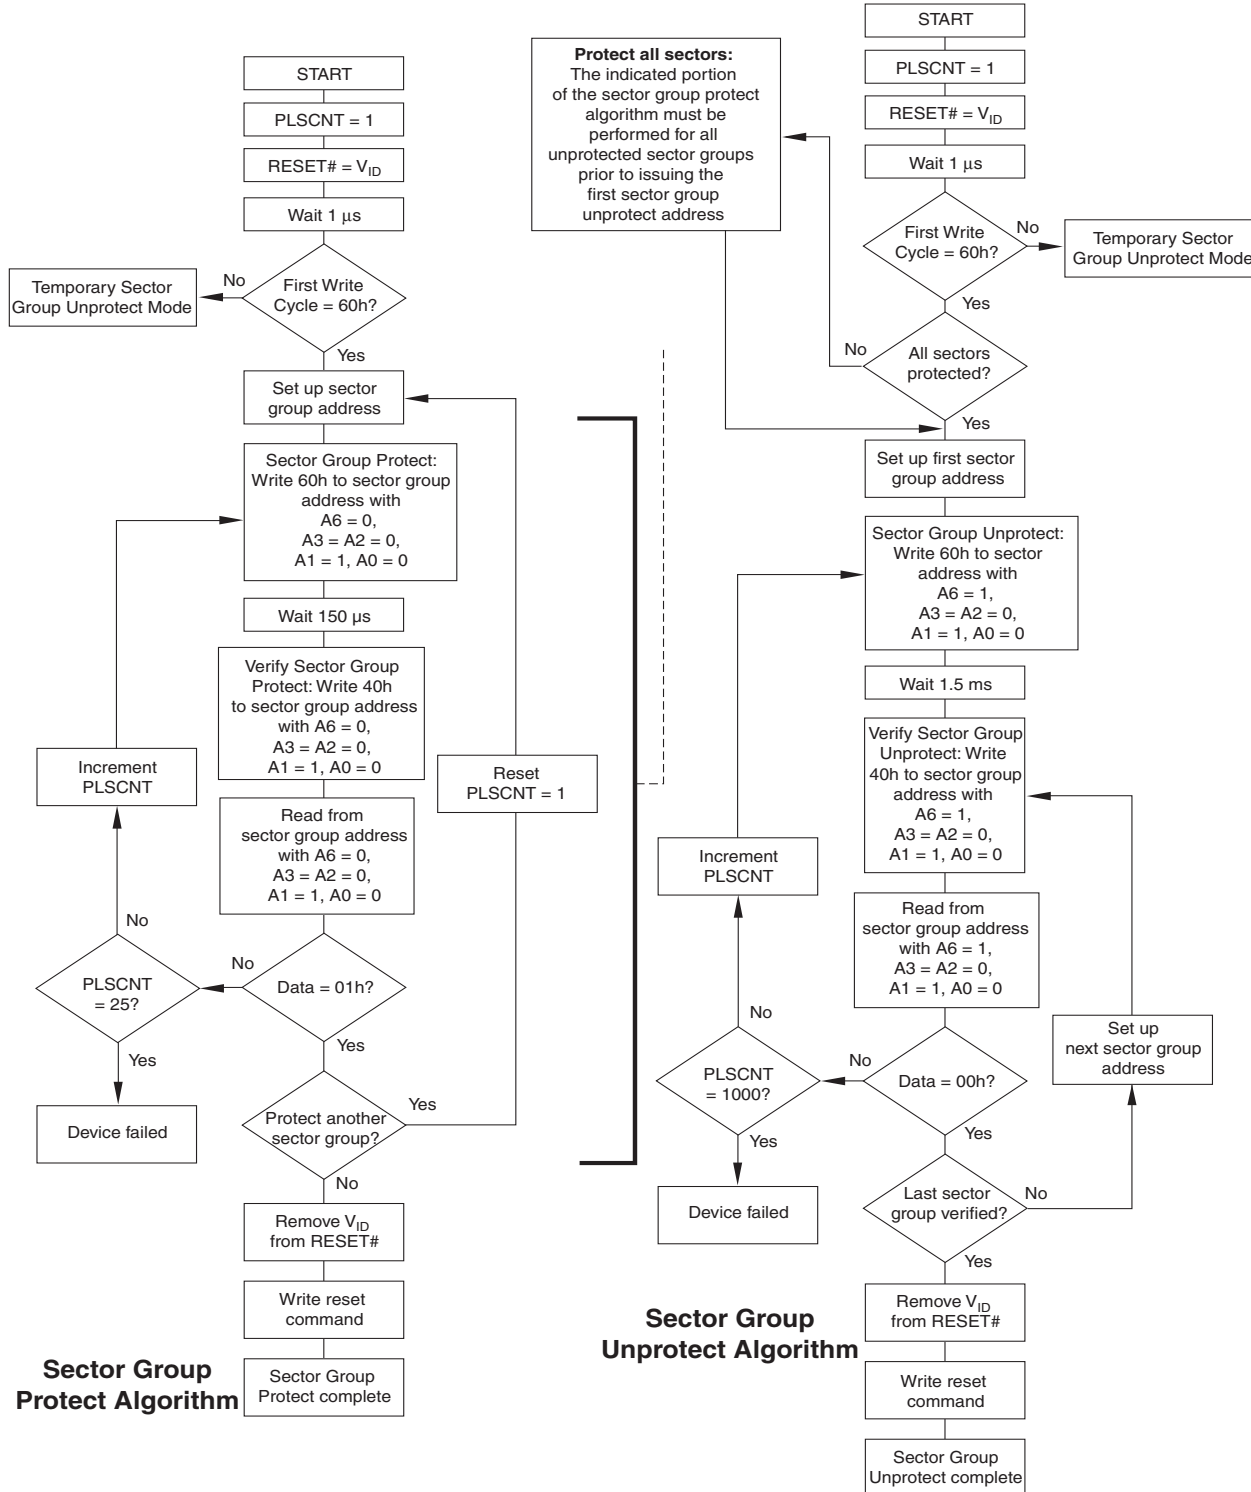 START
PLSCNT = 1
RESET# = VID
Wait 1 μs
First Write
Cycle = 60h?
No
Temporary Sector
Group Unprotect Mode
Yes
Set up sector
group address
Sector Group Protect:
Write 60h to sector group
address with
A6 = 0,
A3 = A2 = 0,
A1 = 1, A0 = 0
Wait 150 μs
Verify Sector Group
Protect: Write 40h
to sector group address
with A6 = 0,
A3 = A2 = 0,
A1 = 1, A0 = 0
Increment
PLSCNT
Reset
PLSCNT = 1
Read from
sector group address
with A6 = 0,
A3 = A2 = 0,
A1 = 1, A0 = 0
No
PLSCNT
= 25?
No
Data = 01h?
Yes
Yes
Device failed
Protect another
sector group?
Yes
No
Remove VID
from RESET#
Write reset
command
Sector Group
Protect complete
Sector Group
Protect Algorithm
Protect all sectors:
The indicated portion
of the sector group protect
algorithm must be
performed for all
unprotected sector groups
prior to issuing the
first sector group
unprotect address
START
PLSCNT = 1
RESET# = VID
Wait 1 μs
First Write
Cycle = 60h?
No
Temporary Sector
Group Unprotect Mode
Yes
No
All sectors
protected?
Yes
Set up first sector
group address
Sector Group Unprotect:
Write 60h to sector
address with
A6 = 1,
A3 = A2 = 0,
A1 = 1, A0 = 0
Wait 1.5 ms
Verify Sector Group
Unprotect: Write
40h to sector group
address with
A6 = 1,
A3 = A2 = 0,
A1 = 1, A0 = 0
Increment
PLSCNT
Read from
sector group address
with A6 = 1,
A3 = A2 = 0,
A1 = 1, A0 = 0
No
PLSCNT
= 1000?
No
Data = 00h?
Set up
next sector group
address
Yes
Yes
Device failed
Last sector
group verified?
No
Yes
Remove VID
from RESET#
Write reset
command
Sector Group
Unprotect complete
Sector Group
Unprotect Algorithm